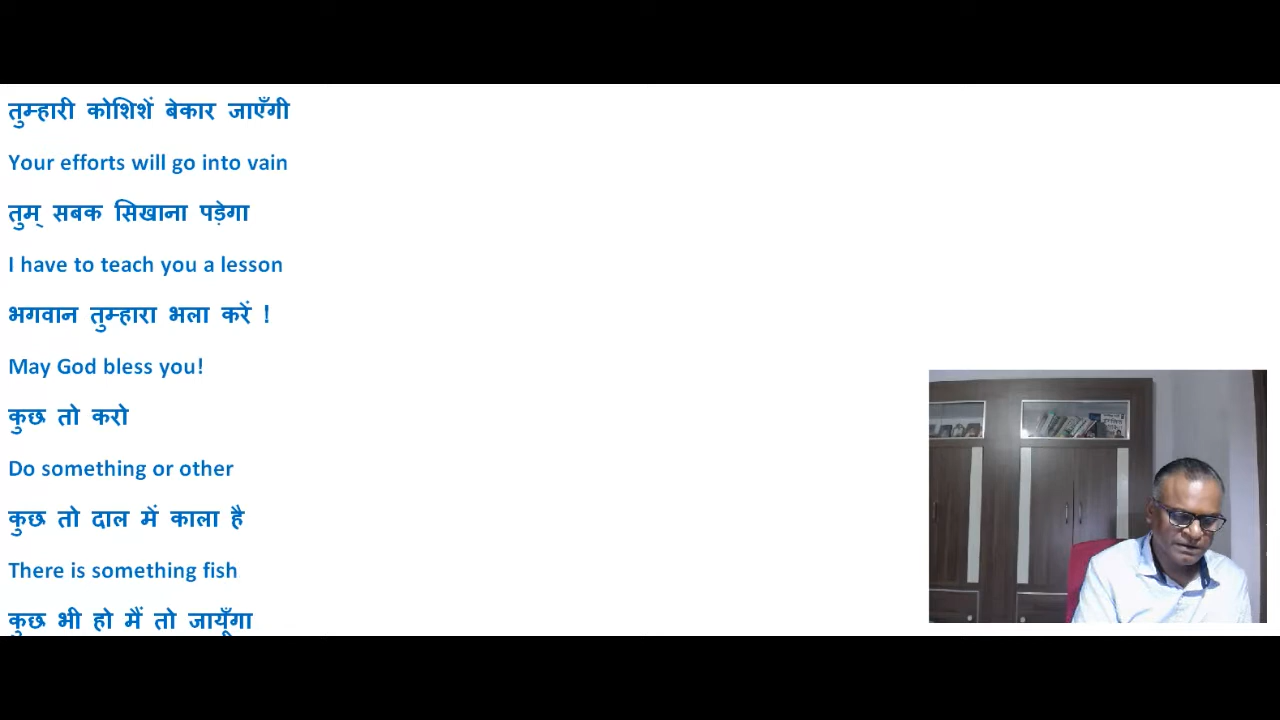 तुम्हारी कोशिशें बेकार जाएँगी
Your efforts will go into vain
तुम् सबक सिखाना पड़ेगा
I have to teach you a lesson
भगवान तुम्हारा भला करें !
May God bless you!
कुछ तो करो
Do something or other
कुछ तो दाल में काला है
There is something fish
कुछ भी हो मैं तो जायूँगा